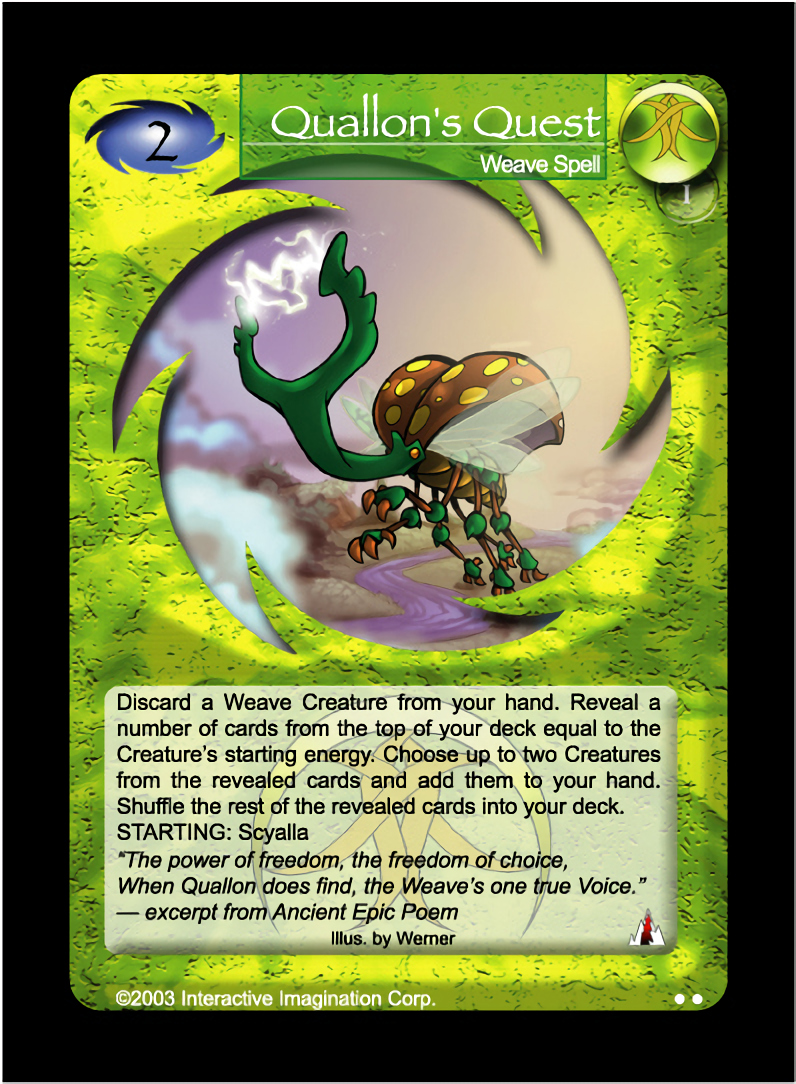 2
Quallon's Quest
Weave Spell
1
Discard a Weave Creature from your hand. Reveal a
number of cards from the top of your deck equal to the
Creature's starting energy. Choose up to two Creatures
from the revealed cards and add them to your hand.
Shuffle the rest of the revealed cards into your deck.
STARTING: Scyalla
"The power of freedom, the freedom of choice,
When Quallon does find, the Weave's one true Voice."
— excerpt from Ancient Epic Poem
Illus. by Werner
©2003 Interactive Imagination Corp.